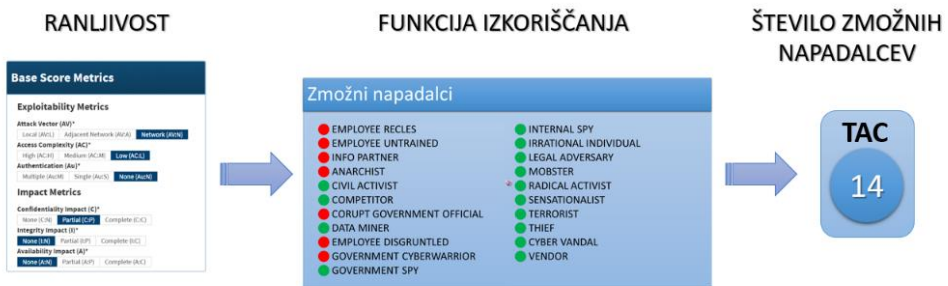 RANLJIVOST
Base Score Metrics
Exploitability Metrics
Attack Vector (AV)*
Local (AV:L) Adjacent Network (AV:A) Network (AV:N)
Access Complexity (AC)*
High (AC:H) Medium (AC:M) Low (AC:L)
Authentication (Au)*
Multiple (Au:M) Single (Au:S) None (Au:N)
Impact Metrics
Confidentiality Impact (C)*
None (C:N) Partial (C:P) Complete (C:C)
Integrity Impact (I)*
None (I:N) Partial (I:P) Complete (I:C)
Availability Impact (A)*
None (A:N) Partial (A:P) Complete (A:C)
FUNKCIJA IZKORIŠČANJA
Zmožni napadalci
EMPLOYEE RECLES
EMPLOYEE UNTRAINED
INFO PARTNER
ANARCHIST
CIVIL ACTIVIST
COMPETITOR
CORUPT GOVERNMENT OFFICIAL
DATA MINER
EMPLOYEE DISGRUNTLED
GOVERNMENT CYBERWARRIOR
GOVERNMENT SPY
INTERNAL SPY
IRRATIONAL INDIVIDUAL
LEGAL ADVERSARY
MOBSTER
* RADICAL ACTIVIST
SENSATIONALIST
TERRORIST
THIEF
CYBER VANDAL
VENDOR
ŠTEVILO ZMOŽNIH
NAPADALCEV
TAC
14